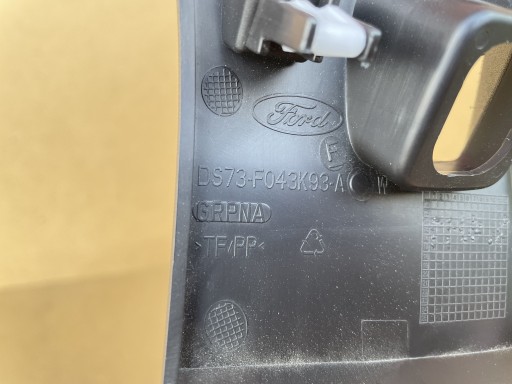 Ford
F
DS73-F043K93-A W
GRPNA
>TF/PP<